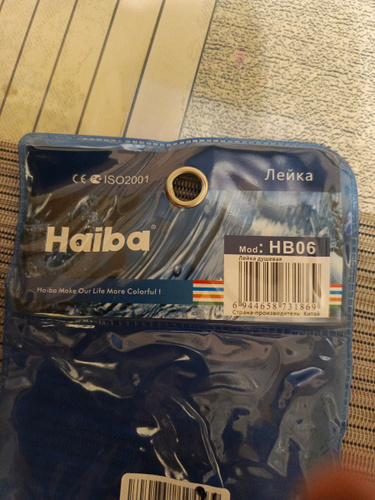 CE ISO2001
Лейка
Haiba®
Mod: HB06
Лейка душевая
6 944658 731869
Страна-производитель: Китай
Haiba Make Our Life More Colorful !